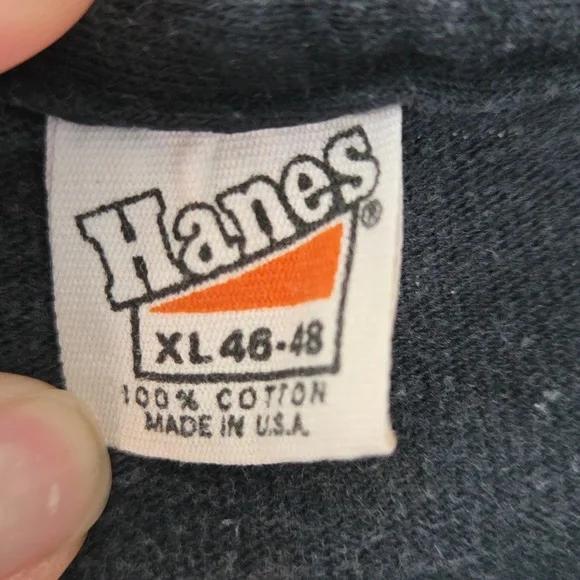 Hanes®
XL 46-48
100% COTTON
MADE IN U.S.A.